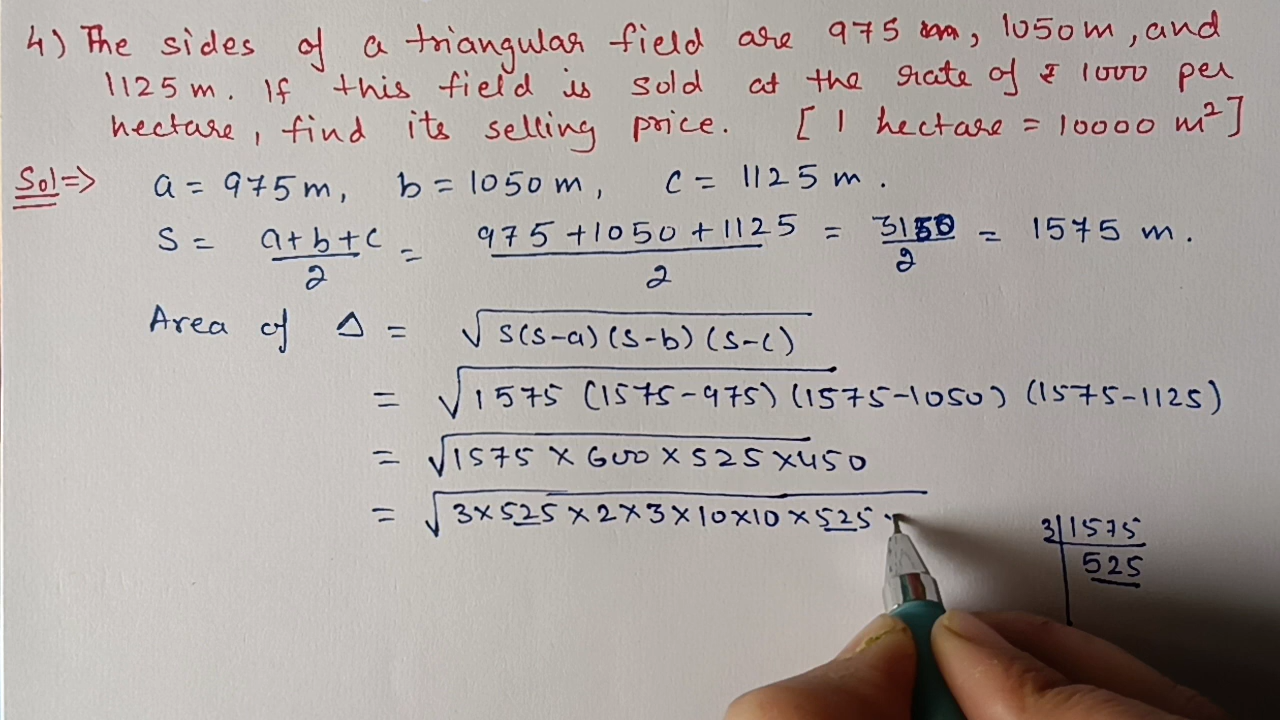 4) The sides of a triangular field are 975 m, 1050 m, and
1125 m. If this field is sold at the rate of ₹ 1000 per
hectare, find its selling price. [1 hectare = 10000 m²]
Sol⇒ a = 975 m, b = 1050 m, c = 1125 m.
S = a+b+c/2 = 975+1050+1125/2 = 3150/2 = 1575 m.
Area of Δ = √s(s-a)(s-b)(s-c)
= √1575 (1575-975) (1575-1050) (1575-1125)
= √1575 × 600 × 525 × 450
= √3×525×2×3×10×10×525
3|1575
525